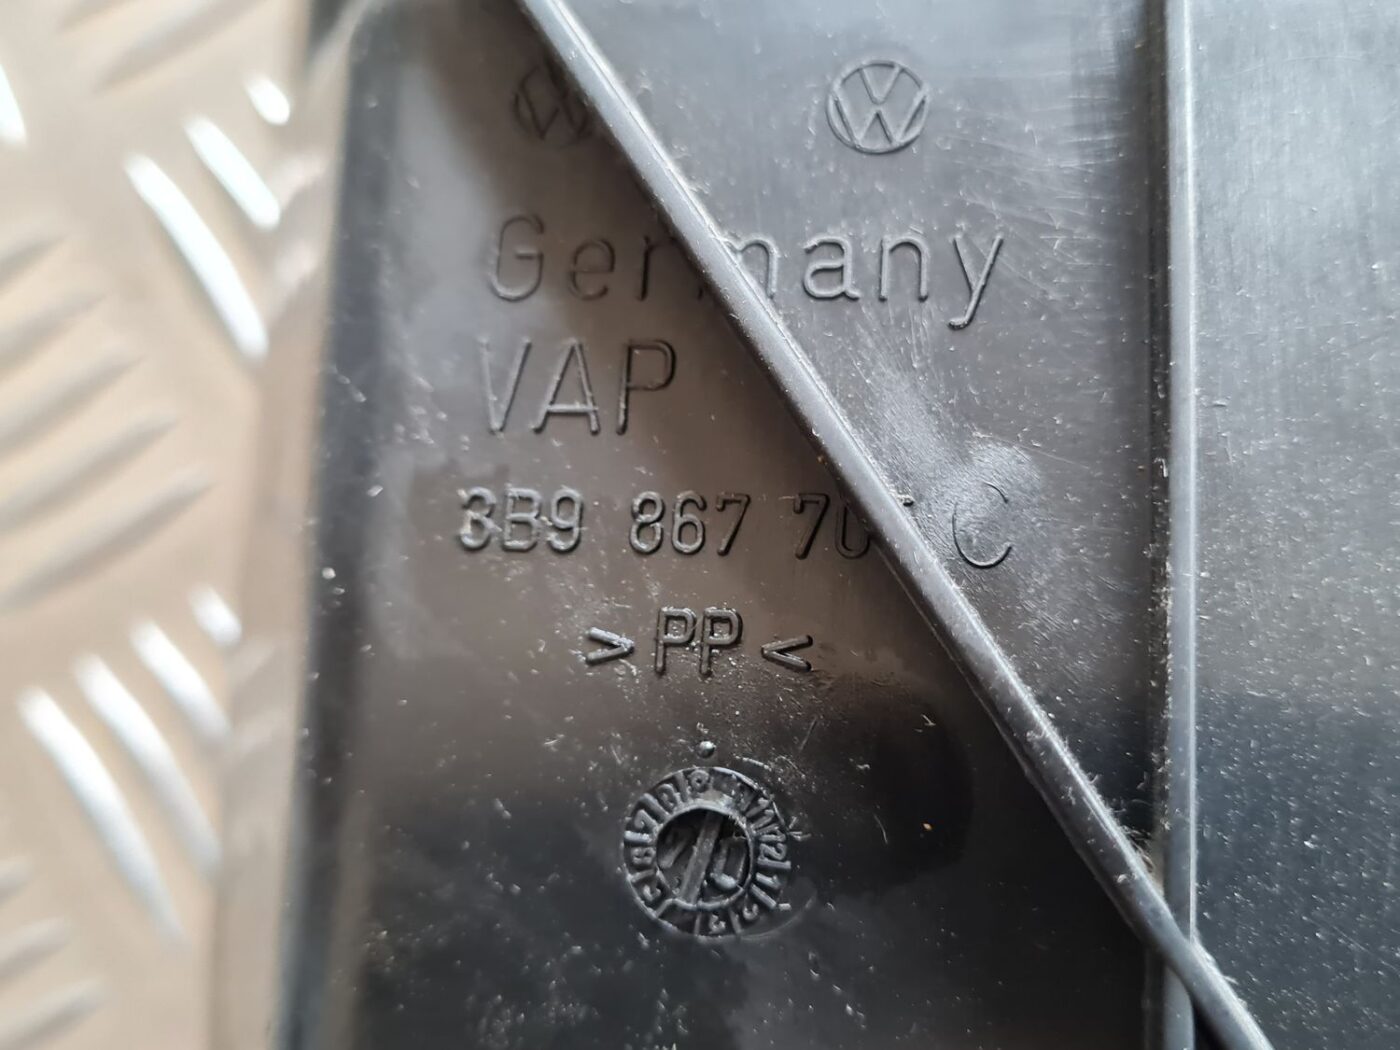 Germany
VAP
3B9 867 C
>PP<